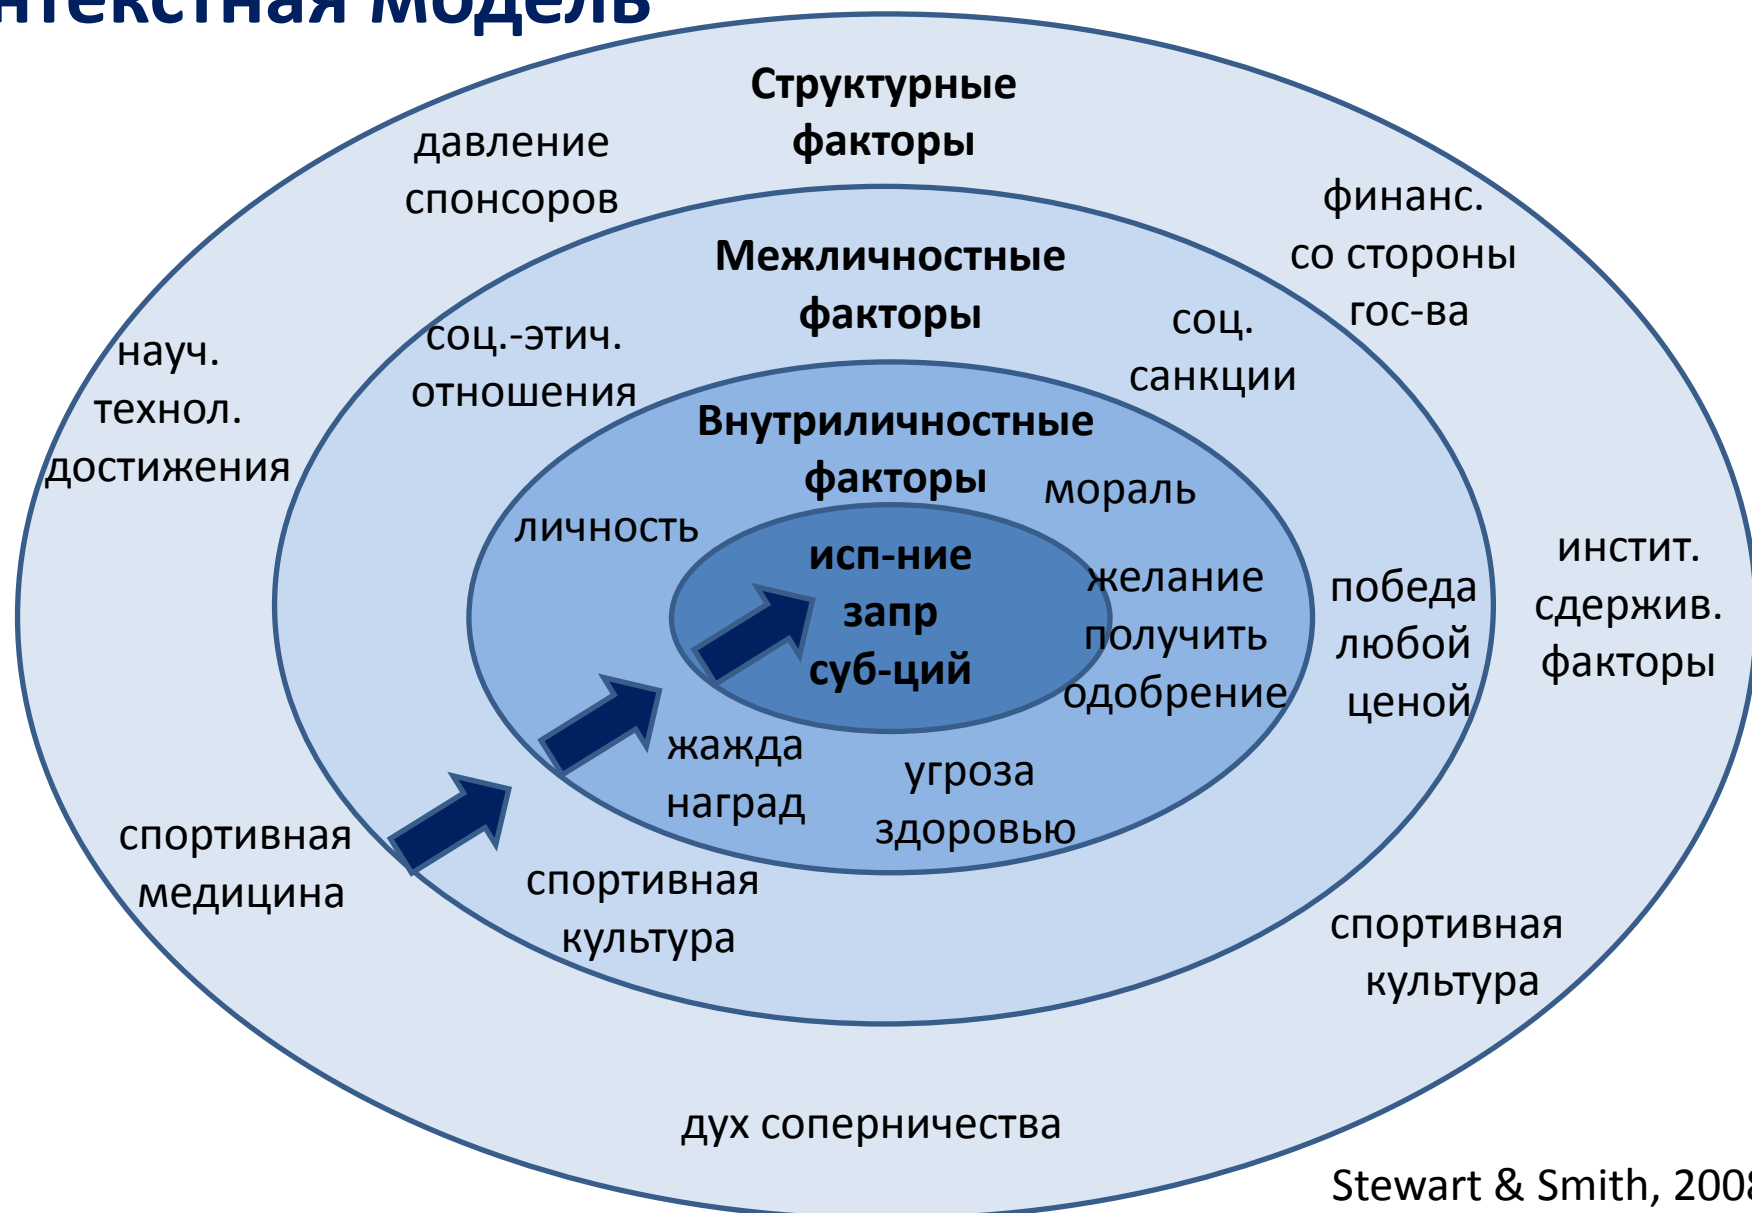 нтекстная модель
Структурные
факторы
давление
спонсоров
финанс.
со стороны
гос-ва
Межличностные
факторы
соц.-этич.
отношения
соц.
санкции
науч.
технол.
достижения
Внутриличностные
факторы
мораль
личность
исп-ние
запр
суб-ций
желание
получить
одобрение
победа
любой
ценой
инстит.
сдержив.
факторы
жажда
наград
угроза
здоровью
спортивная
медицина
спортивная
культура
спортивная
культура
дух соперничества
Stewart & Smith, 2008